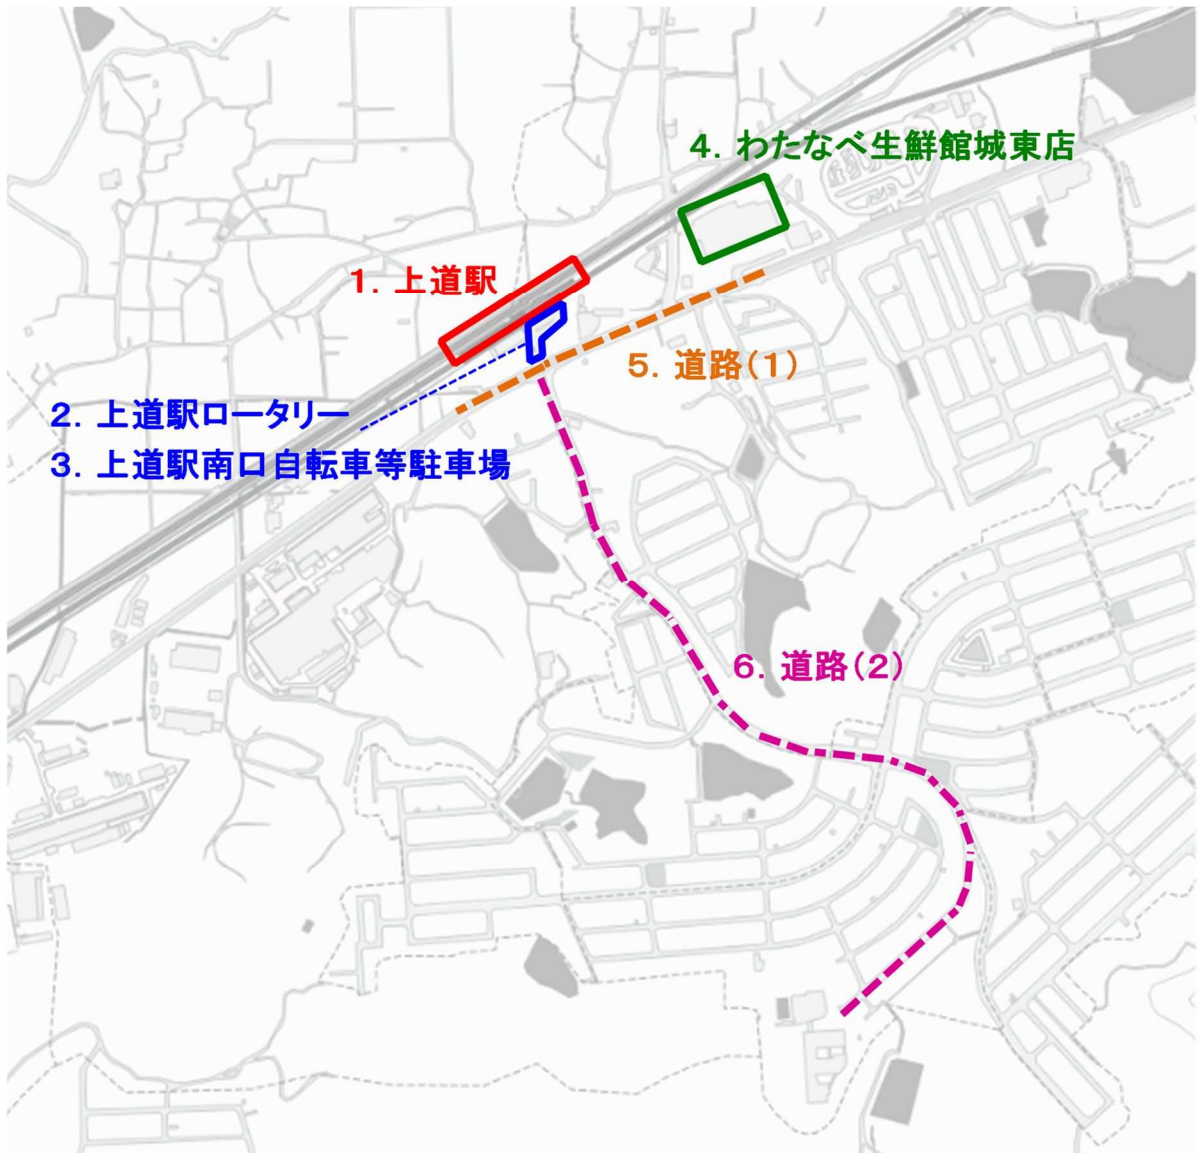 4. わたなべ生鮮館城東店
1. 上道駅
5. 道路(1)
2. 上道駅ロータリー
3. 上道駅南口自転車等駐車場
6. 道路(2)